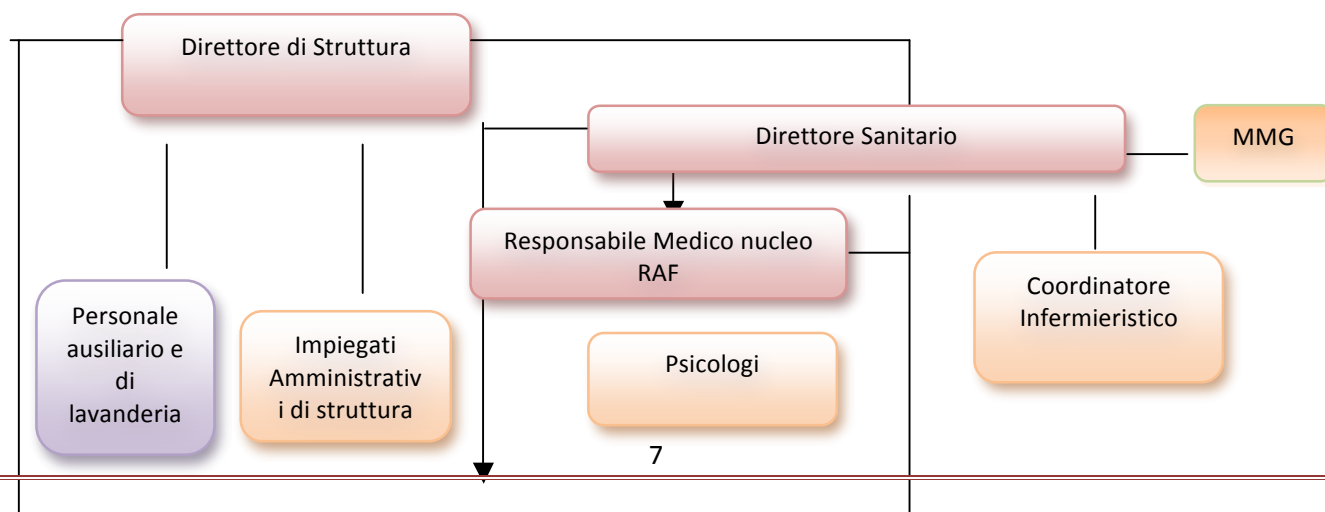 Direttore di Struttura
Direttore Sanitario
MMG
Responsabile Medico nucleo
RAF
Coordinatore
Infermieristico
Personale
ausiliario e
di
lavanderia
Impiegati
Amministrativ
i di struttura
Psicologi
7